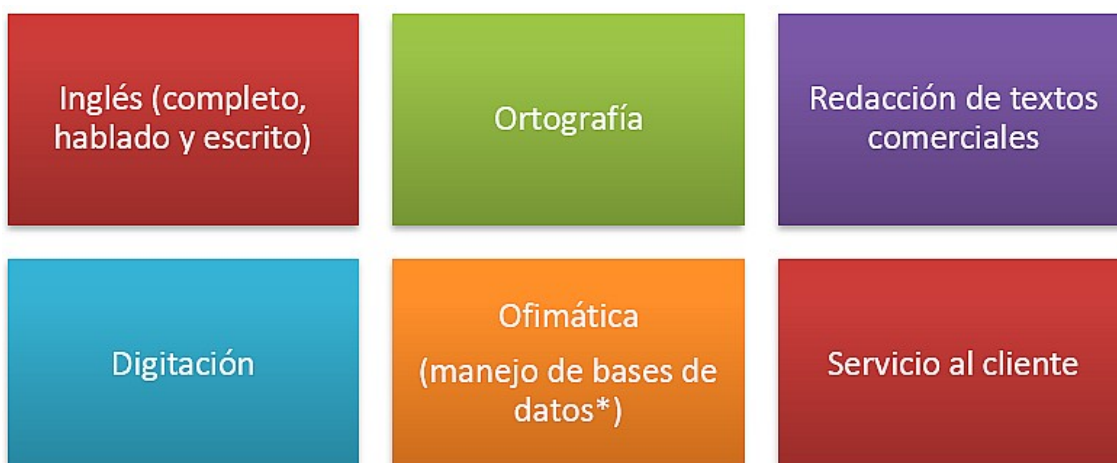 Inglés (completo,
hablado y escrito)
Ortografía
Redacción de textos
comerciales
Digitación
Ofimática
(manejo de bases de
datos*)
Servicio al cliente